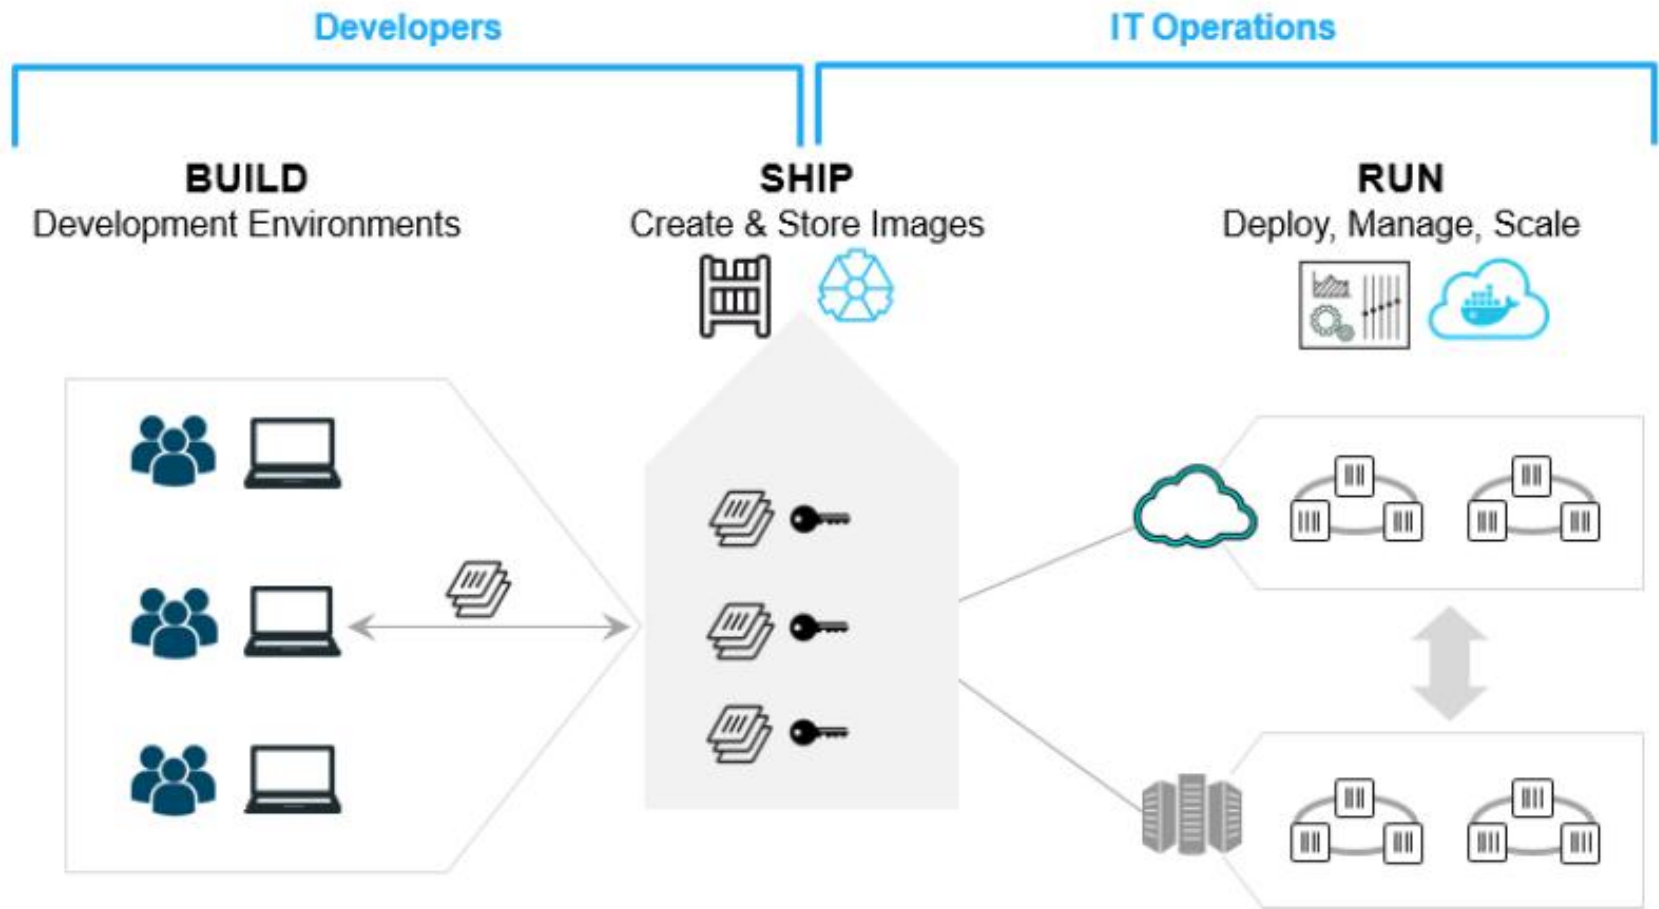 Developers
IT Operations
BUILD
Development Environments
SHIP
Create & Store Images
RUN
Deploy, Manage, Scale